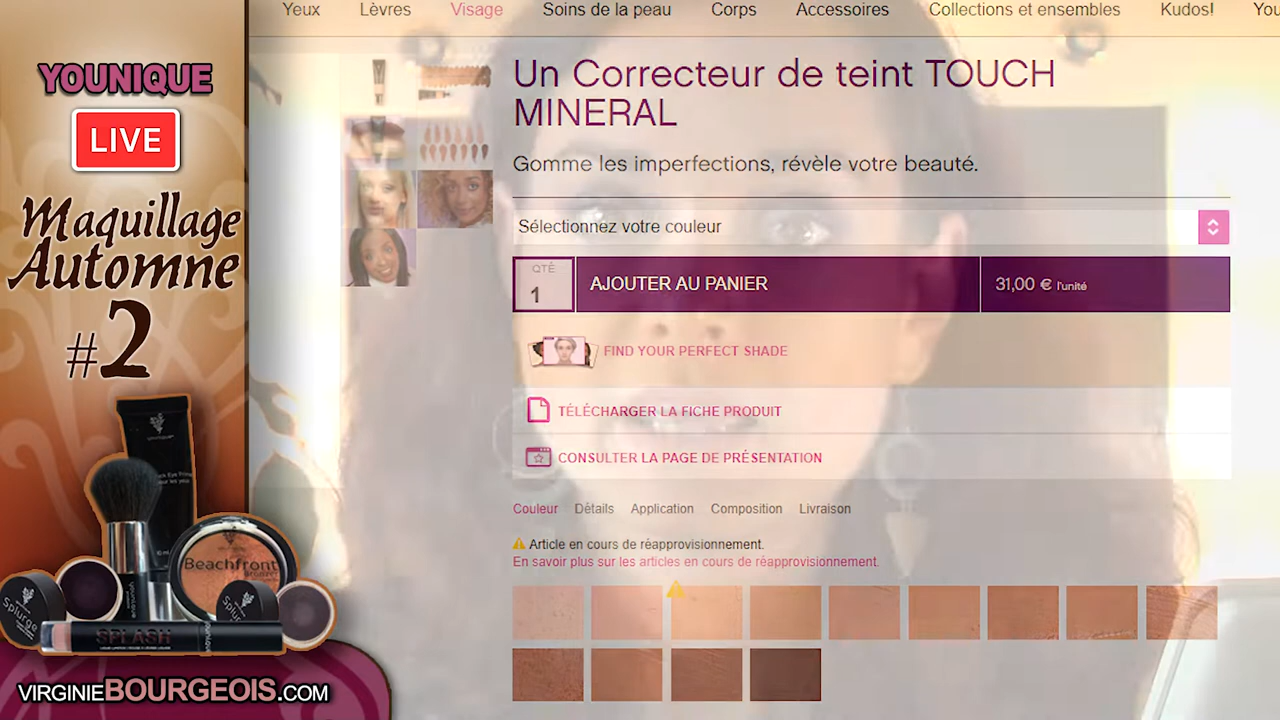 Yeux Lèvres Visage Soins de la peau Corps Accessoires Collections et ensembles Kudos! You
YOUNIQUE
LIVE
Maquillage
Automne
#2
Beachfront
BRONZER
Splurge
SPLASH
younique
VIRGINIEBOURGEOIS.COM
Un Correcteur de teint TOUCH
MINERAL
Gomme les imperfections, révèle votre beauté.
Sélectionnez votre couleur
QTÉ
1
AJOUTER AU PANIER
31,00 € l'unité
FIND YOUR PERFECT SHADE
TÉLÉCHARGER LA FICHE PRODUIT
CONSULTER LA PAGE DE PRÉSENTATION
Couleur Détails Application Composition Livraison
Article en cours de réapprovisionnement.
En savoir plus sur les articles en cours de réapprovisionnement.